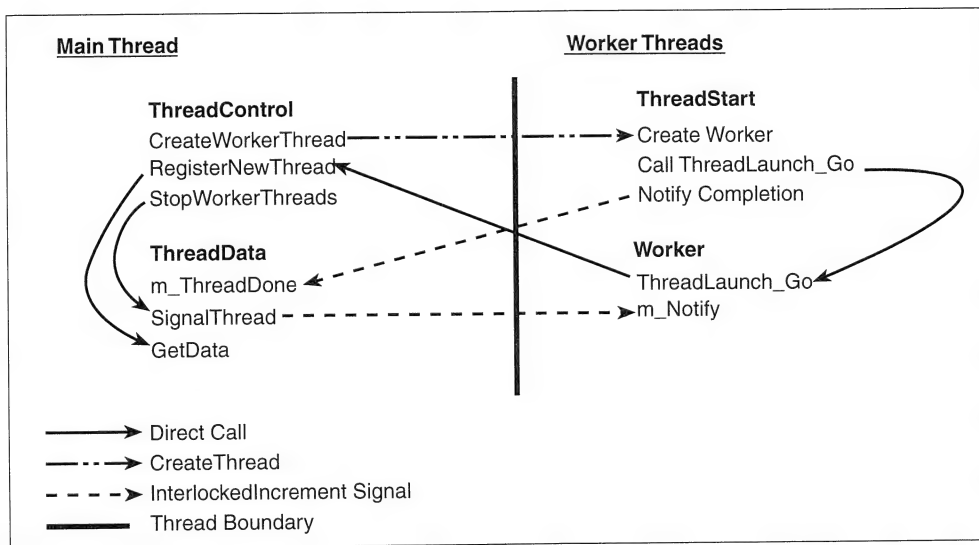 Main Thread
ThreadControl
CreateWorkerThread
RegisterNewThread
StopWorkerThreads
ThreadData
m_ThreadDone
SignalThread
GetData
Worker Threads
ThreadStart
Create Worker
Call ThreadLaunch_Go
Notify Completion
Worker
ThreadLaunch_Go
m_Notify
Direct Call
CreateThread
InterlockedIncrement Signal
Thread Boundary